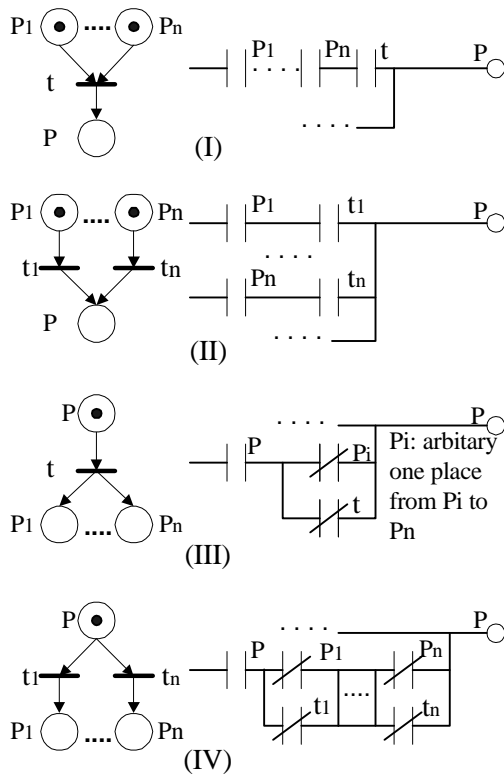 P1 .... Pn P1 .... Pn t P
t
P ....
(I)
P1 .... Pn P1 t1 P
....
t1 tn Pn tn
P ....
(II)
P .... P
P Pi Pi: arbitary
t one place
t from Pi to
P1 .... Pn Pn
(III)
P .... P
P P1 Pn
t1 tn ....
t1 tn
P1 .... Pn
(IV)